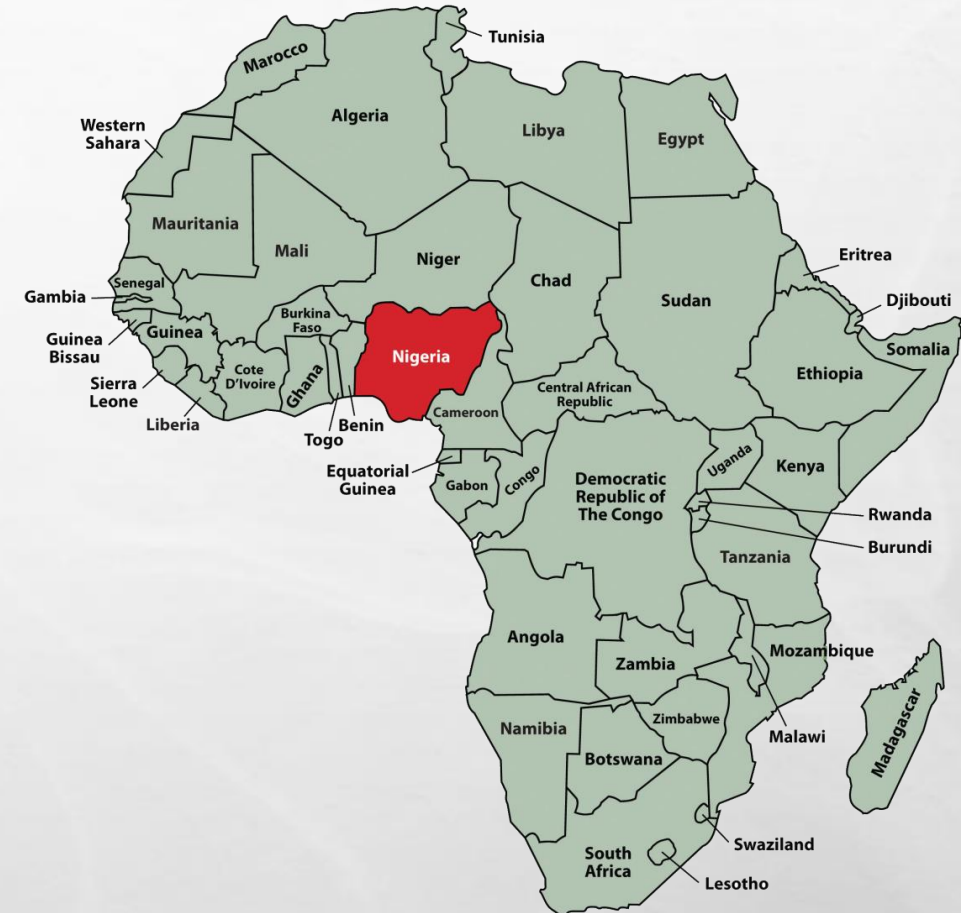 Tunisia
Marocco
Algeria
Libya
Egypt
Western
Sahara
Mauritania
Mali
Niger
Chad
Sudan
Eritrea
Djibouti
Somalia
Ethiopia
Senegal
Gambia
Guinea
Bissau
Guinea
Sierra
Leone
Liberia
Cote
D'Ivoire
Burkina
Faso
Ghana
Togo
Benin
Nigeria
Cameroon
Central African
Republic
Equatorial
Guinea
Gabon
Congo
Democratic
Republic of
The Congo
Uganda
Kenya
Rwanda
Burundi
Tanzania
Angola
Zambia
Mozambique
Malawi
Namibia
Botswana
Zimbabwe
Madagascar
South
Africa
Swaziland
Lesotho